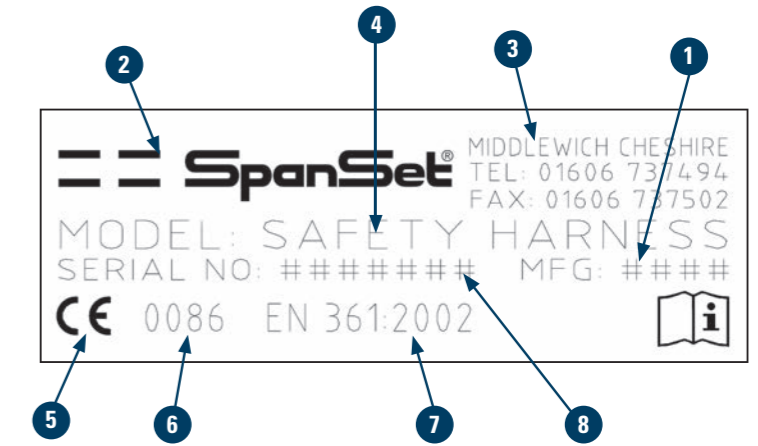 4
2
3
1
SpanSet®
MIDDLEWICH CHESHIRE
TEL: 01606 737494
FAX: 01606 737502
MODEL: SAFETY HARNESS
SERIAL NO: ####### MFG: ####
CE 0086 EN 361:2002 i
5
6
7
8